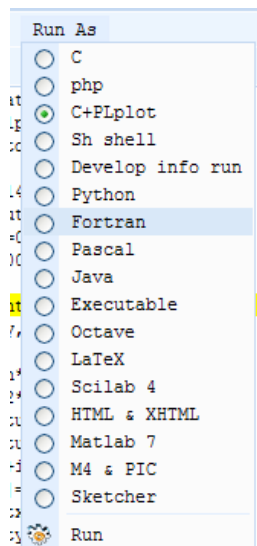 Run As
C
php
C+PLplot
Sh shell
Develop info run
Python
Fortran
Pascal
Java
Executable
Octave
LaTeX
Scilab 4
HTML & XHTML
Matlab 7
M4 & PIC
Sketcher
Run